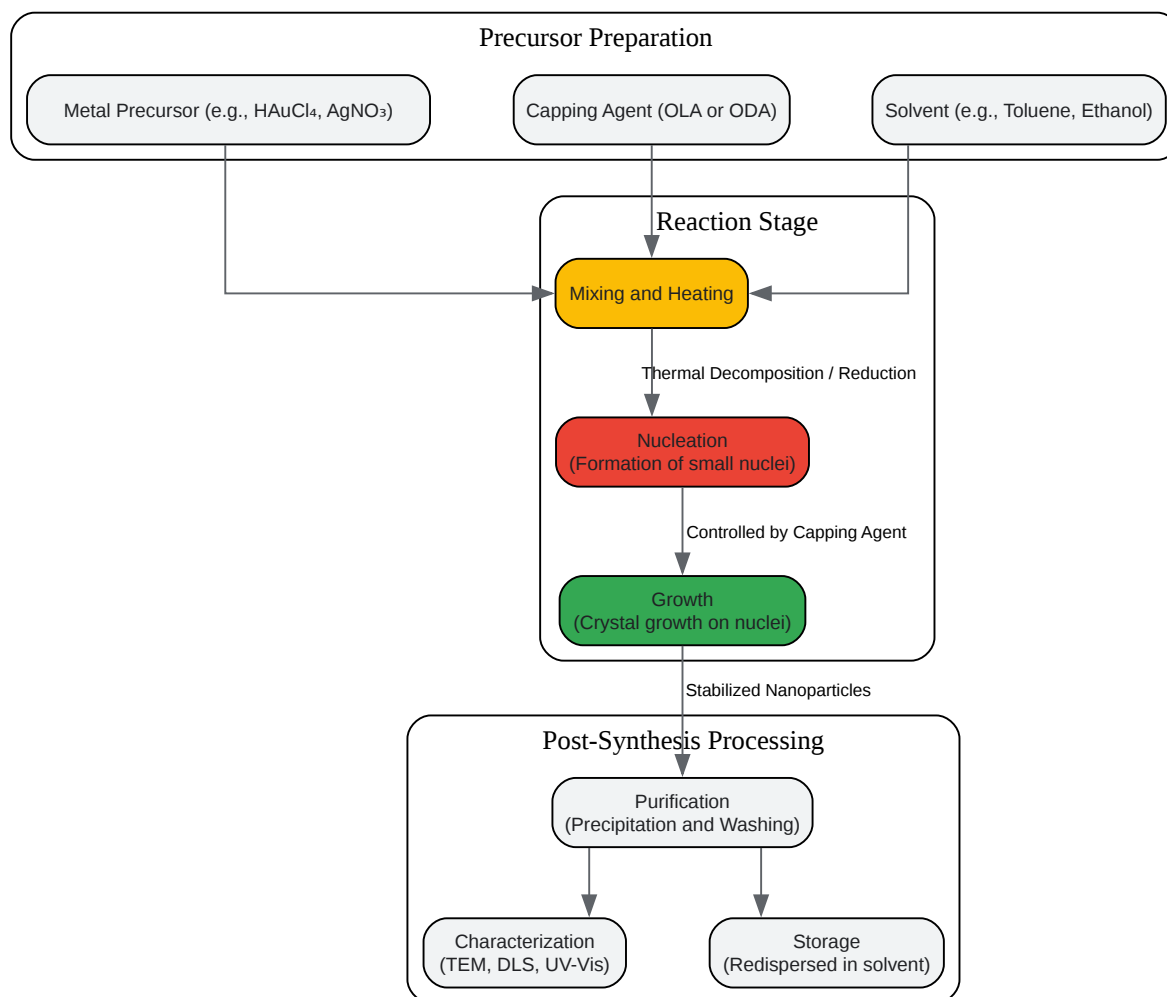 Precursor Preparation
Metal Precursor (e.g., HAuCl₄, AgNO₃)
Capping Agent (OLA or ODA)
Solvent (e.g., Toluene, Ethanol)
Reaction Stage
Mixing and Heating
Thermal Decomposition / Reduction
Nucleation
(Formation of small nuclei)
Controlled by Capping Agent
Growth
(Crystal growth on nuclei)
Stabilized Nanoparticles
Post-Synthesis Processing
Purification
(Precipitation and Washing)
Characterization
(TEM, DLS, UV-Vis)
Storage
(Redispersed in solvent)